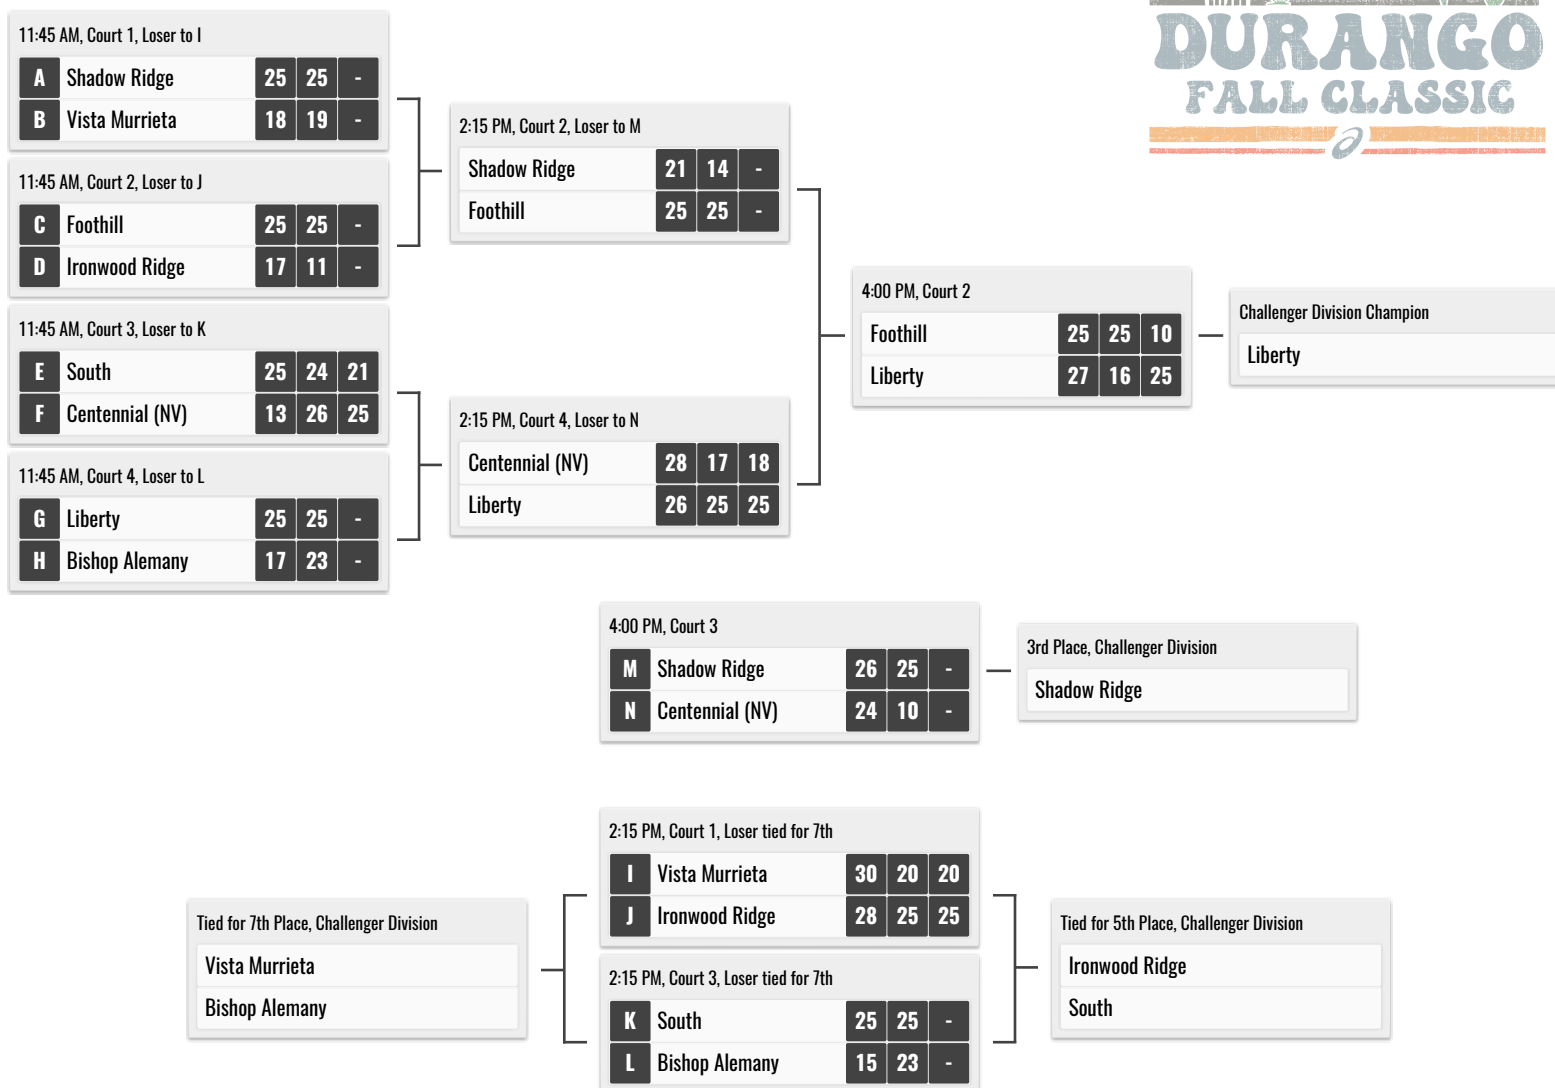 DURANGO
FALL CLASSIC
11:45 AM, Court 1, Loser to I
A Shadow Ridge 25 25 -
B Vista Murrieta 18 19 -
11:45 AM, Court 2, Loser to J
C Foothill 25 25 -
D Ironwood Ridge 17 11 -
11:45 AM, Court 3, Loser to K
E South 25 24 21
F Centennial (NV) 13 26 25
11:45 AM, Court 4, Loser to L
G Liberty 25 25 -
H Bishop Alemany 17 23 -
2:15 PM, Court 2, Loser to M
Shadow Ridge 21 14 -
Foothill 25 25 -
2:15 PM, Court 4, Loser to N
Centennial (NV) 28 17 18
Liberty 26 25 25
4:00 PM, Court 2
Foothill 25 25 10
Liberty 27 16 25
Challenger Division Champion
Liberty
4:00 PM, Court 3
M Shadow Ridge 26 25 -
N Centennial (NV) 24 10 -
3rd Place, Challenger Division
Shadow Ridge
2:15 PM, Court 1, Loser tied for 7th
I Vista Murrieta 30 20 20
J Ironwood Ridge 28 25 25
2:15 PM, Court 3, Loser tied for 7th
K South 25 25 -
L Bishop Alemany 15 23 -
Tied for 7th Place, Challenger Division
Vista Murrieta
Bishop Alemany
Tied for 5th Place, Challenger Division
Ironwood Ridge
South